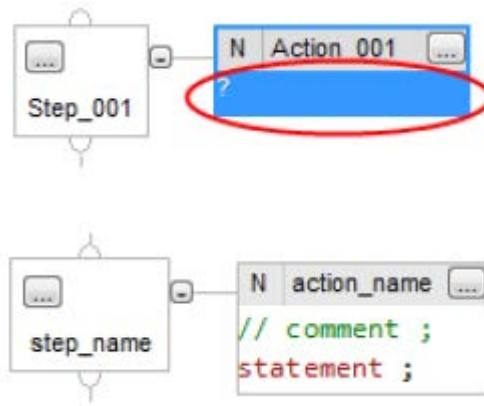 N Action_001 ...
...
?
Step_001
N action_name ...
...
// comment ;
step_name
statement ;